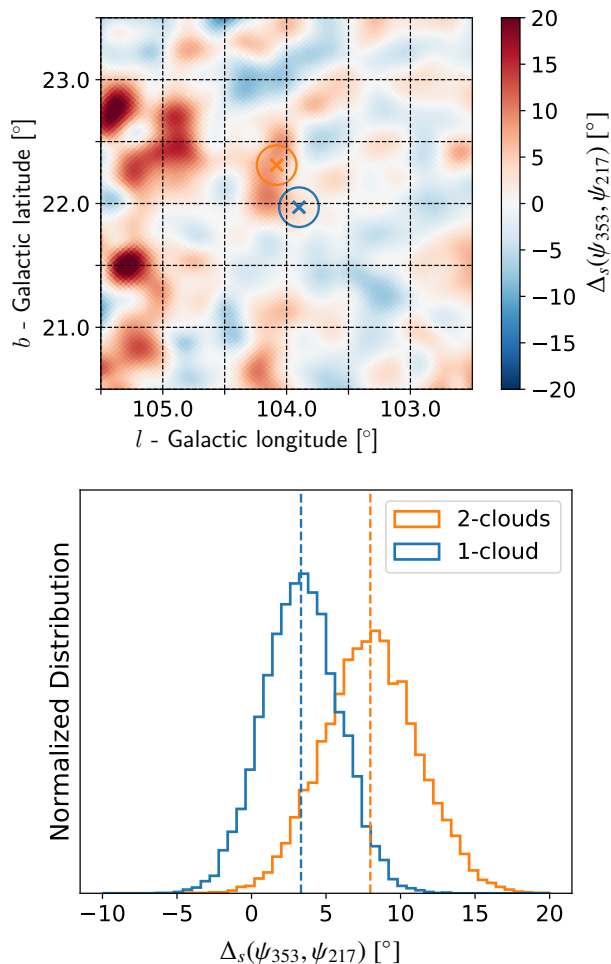 20
15
10
5
0
−5
−10
−15
−20
Δs(ψ353, ψ217) [°]
23.0
22.0
21.0
b - Galactic latitude [°]
105.0 104.0 103.0
l - Galactic longitude [°]
2-clouds
1-cloud
Normalized Distribution
−10 −5 0 5 10 15 20
Δs(ψ353, ψ217) [°]